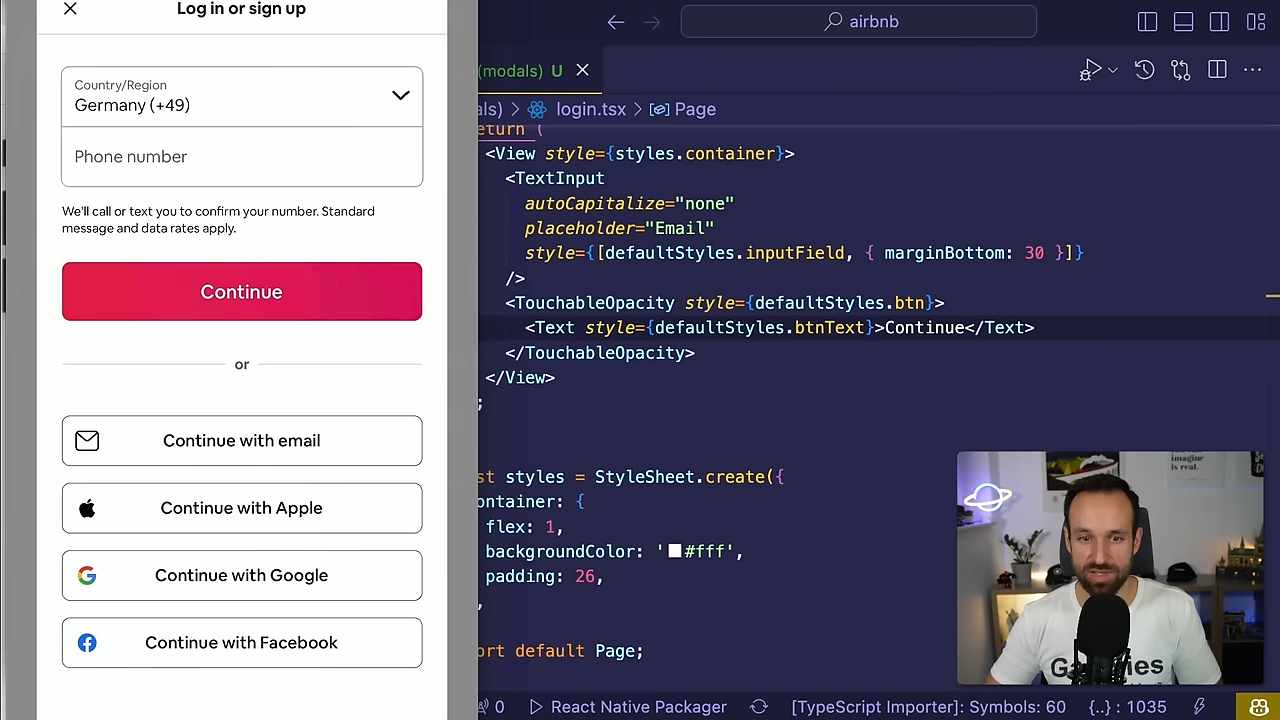 Log in or sign up
Country/Region
Germany (+49)
Phone number
We'll call or text you to confirm your number. Standard
message and data rates apply.
Continue
or
Continue with email
Continue with Apple
Continue with Google
Continue with Facebook
airbnb
(modals) U
als) > login.tsx > Page
eturn (
<View style={styles.container}>
<TextInput
autoCapitalize="none"
placeholder="Email"
style={[defaultStyles.inputField, { marginBottom: 30 }]}
/>
<TouchableOpacity style={defaultStyles.btn}>
<Text style={defaultStyles.btnText}>Continue</Text>
</TouchableOpacity>
</View>
;
st styles = StyleSheet.create({
ontainer: {
flex: 1,
backgroundColor: '#fff',
padding: 26,
,
ort default Page;
imagine
is real.
0 React Native Packager [TypeScript Importer]: Symbols: 60 {..} : 1035